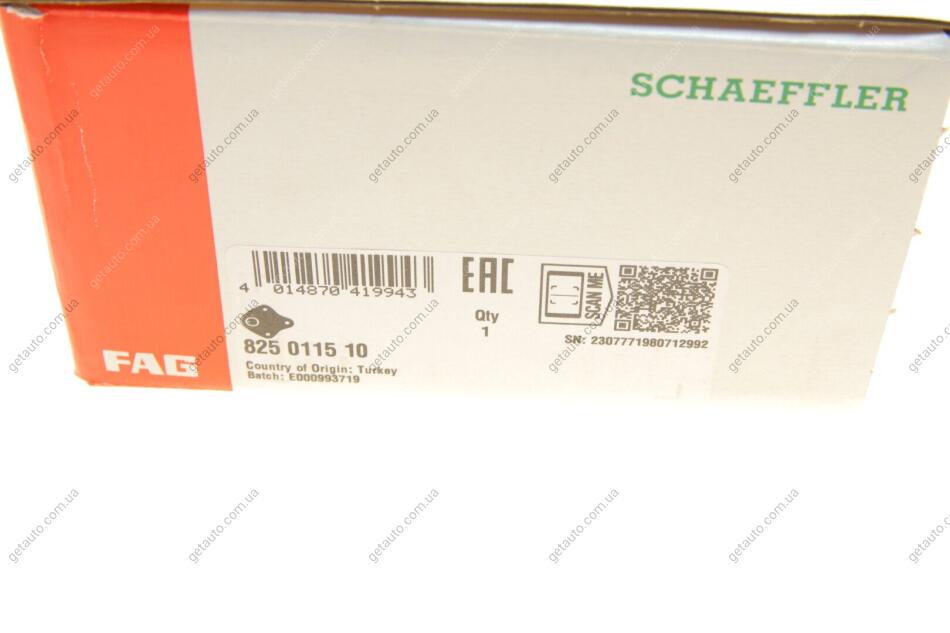 SCHAEFFLER
4 014870 419943
EAC
Qty
1
SCAN ME
SN: 2307771980712992
825 0115 10
Country of Origin: Turkey
Batch: E000993719
FAG
getauto.com.ua